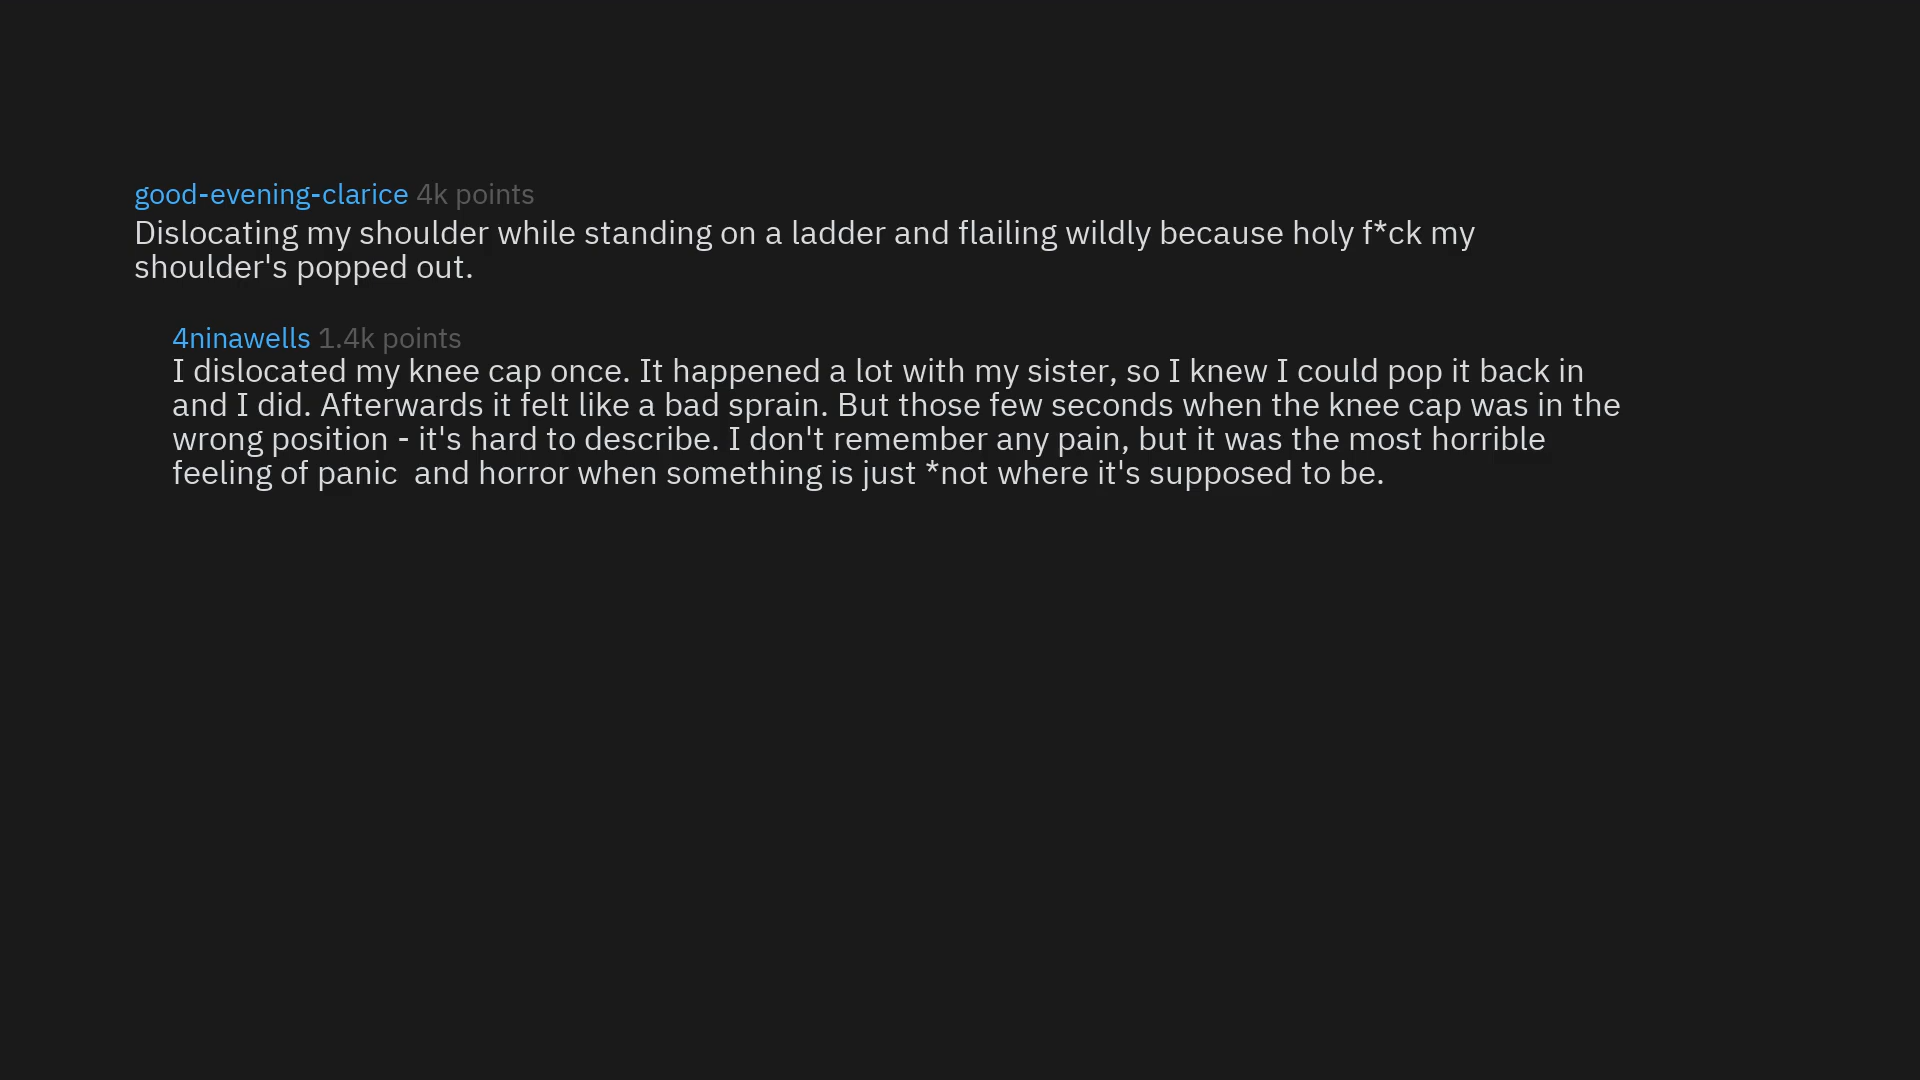 good-evening-clarice 4k points
Dislocating my shoulder while standing on a ladder and flailing wildly because holy f*ck my
shoulder's popped out.
4ninawells 1.4k points
I dislocated my knee cap once. It happened a lot with my sister, so I knew I could pop it back in
and I did. Afterwards it felt like a bad sprain. But those few seconds when the knee cap was in the
wrong position - it's hard to describe. I don't remember any pain, but it was the most horrible
feeling of panic  and horror when something is just *not where it's supposed to be.